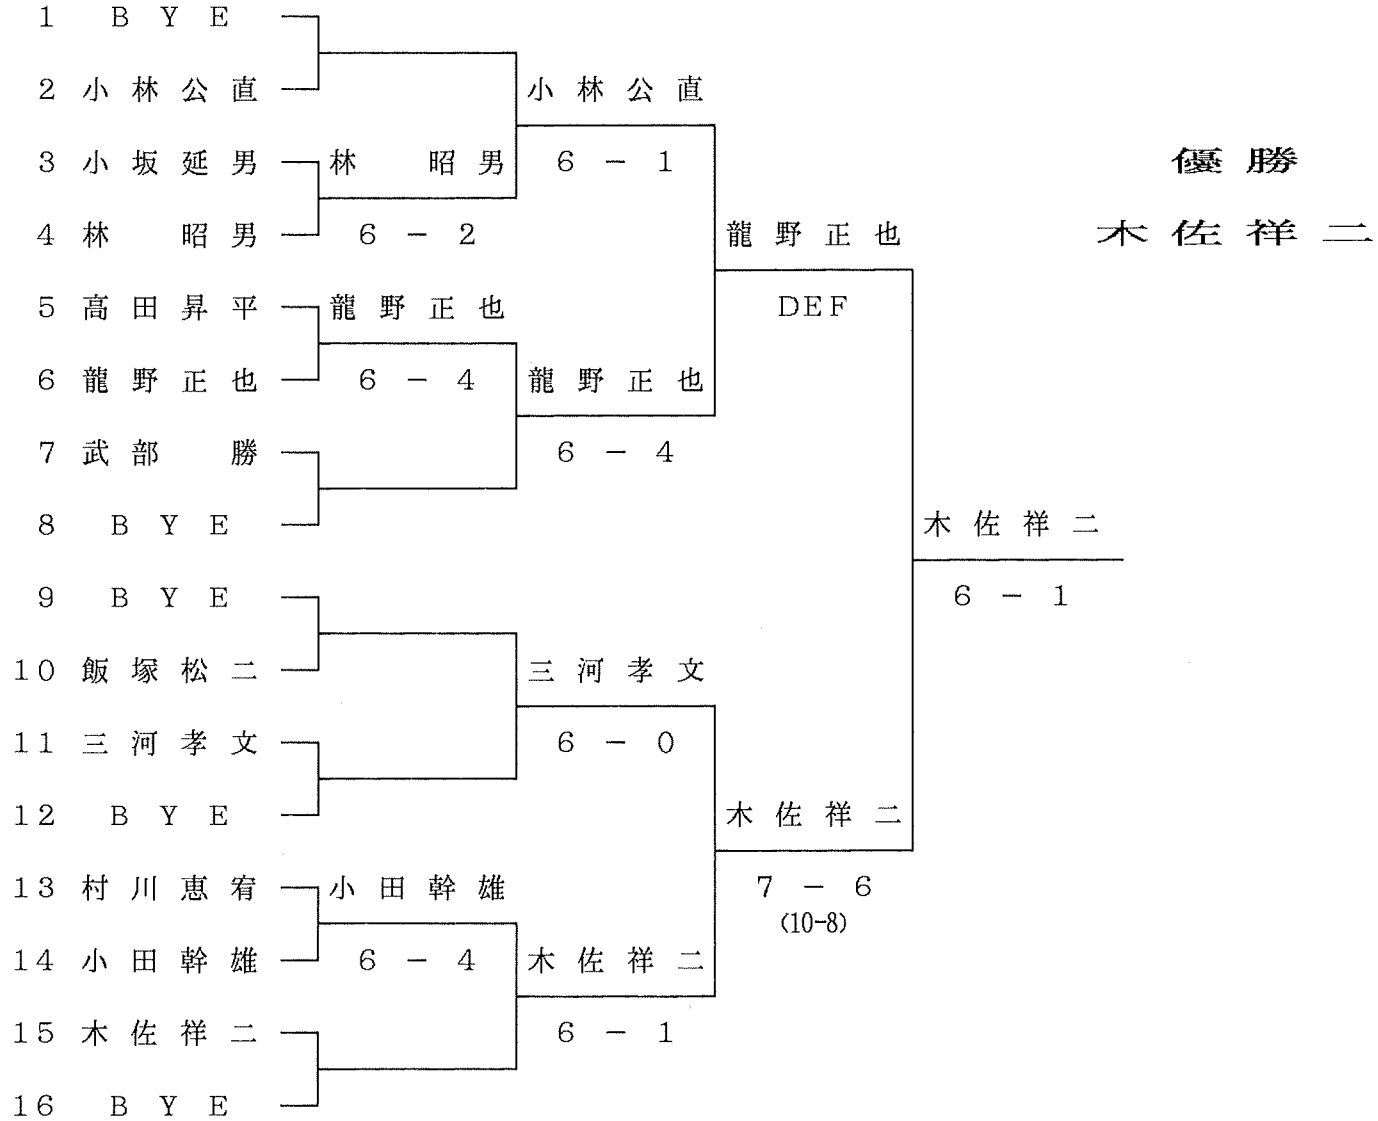 1 BYE
2 小林公直 小林公直
3 小坂延男 林 昭男 6-1 優勝
4 林 昭男 6-2 龍野正也 木佐祥二
5 高田昇平 龍野正也 DEF
6 龍野正也 6-4 龍野正也
7 武部 勝 6-4
8 BYE 木佐祥二
9 BYE 6-1
10 飯塚松二 三河孝文
11 三河孝文 6-0
12 BYE 木佐祥二
13 村川恵宥 小田幹雄 7-6
(10-8)
14 小田幹雄 6-4 木佐祥二
15 木佐祥二 6-1
16 BYE